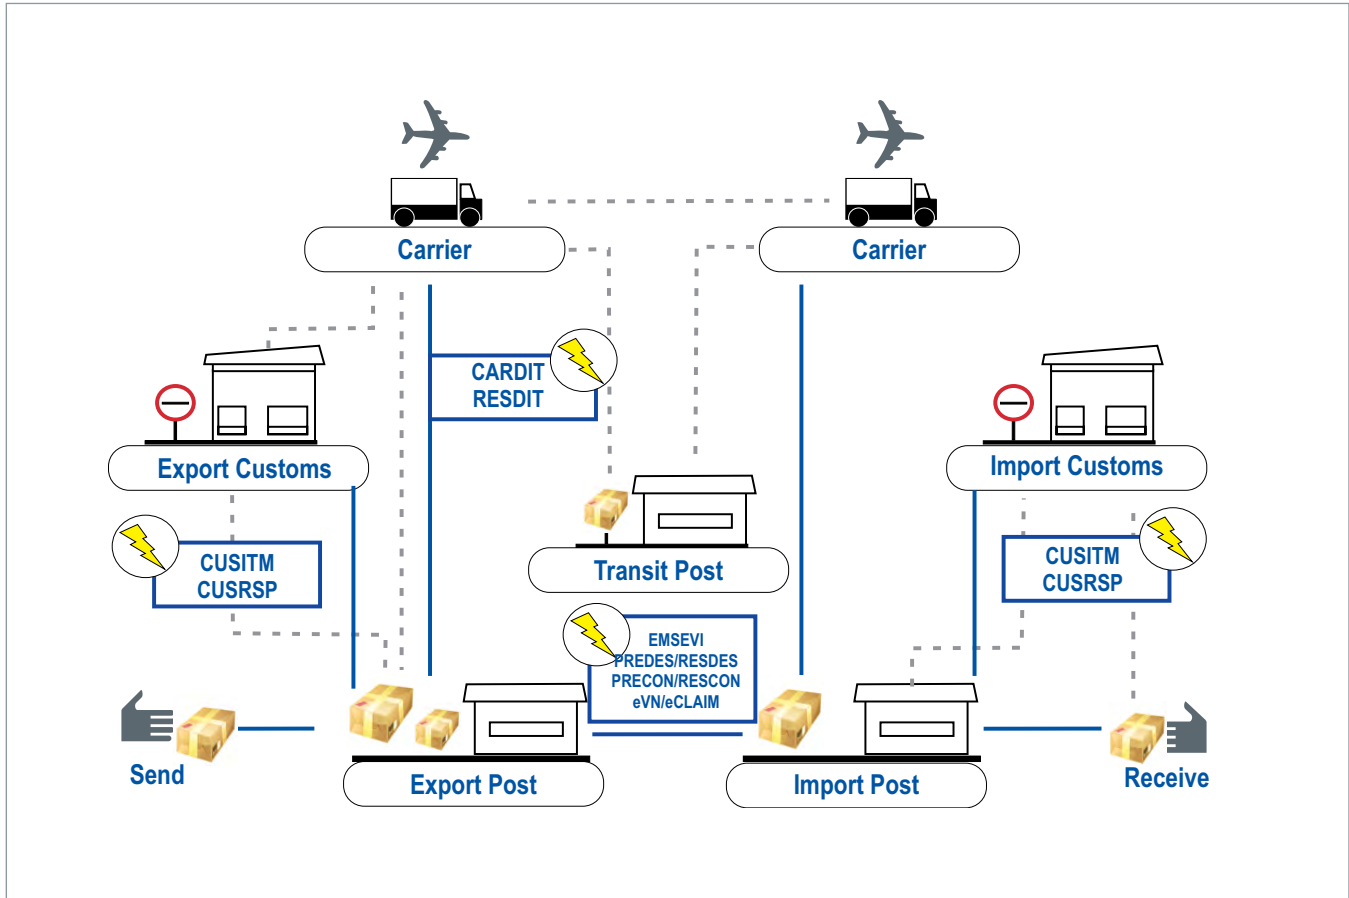 Carrier
Carrier
CARDIT
RESDIT
Export Customs
Import Customs
CUSITM
CUSRSP
Transit Post
CUSITM
CUSRSP
EMSEVI
PREDES/RESDES
PRECON/RESCON
eVN/eCLAIM
Send
Export Post
Import Post
Receive